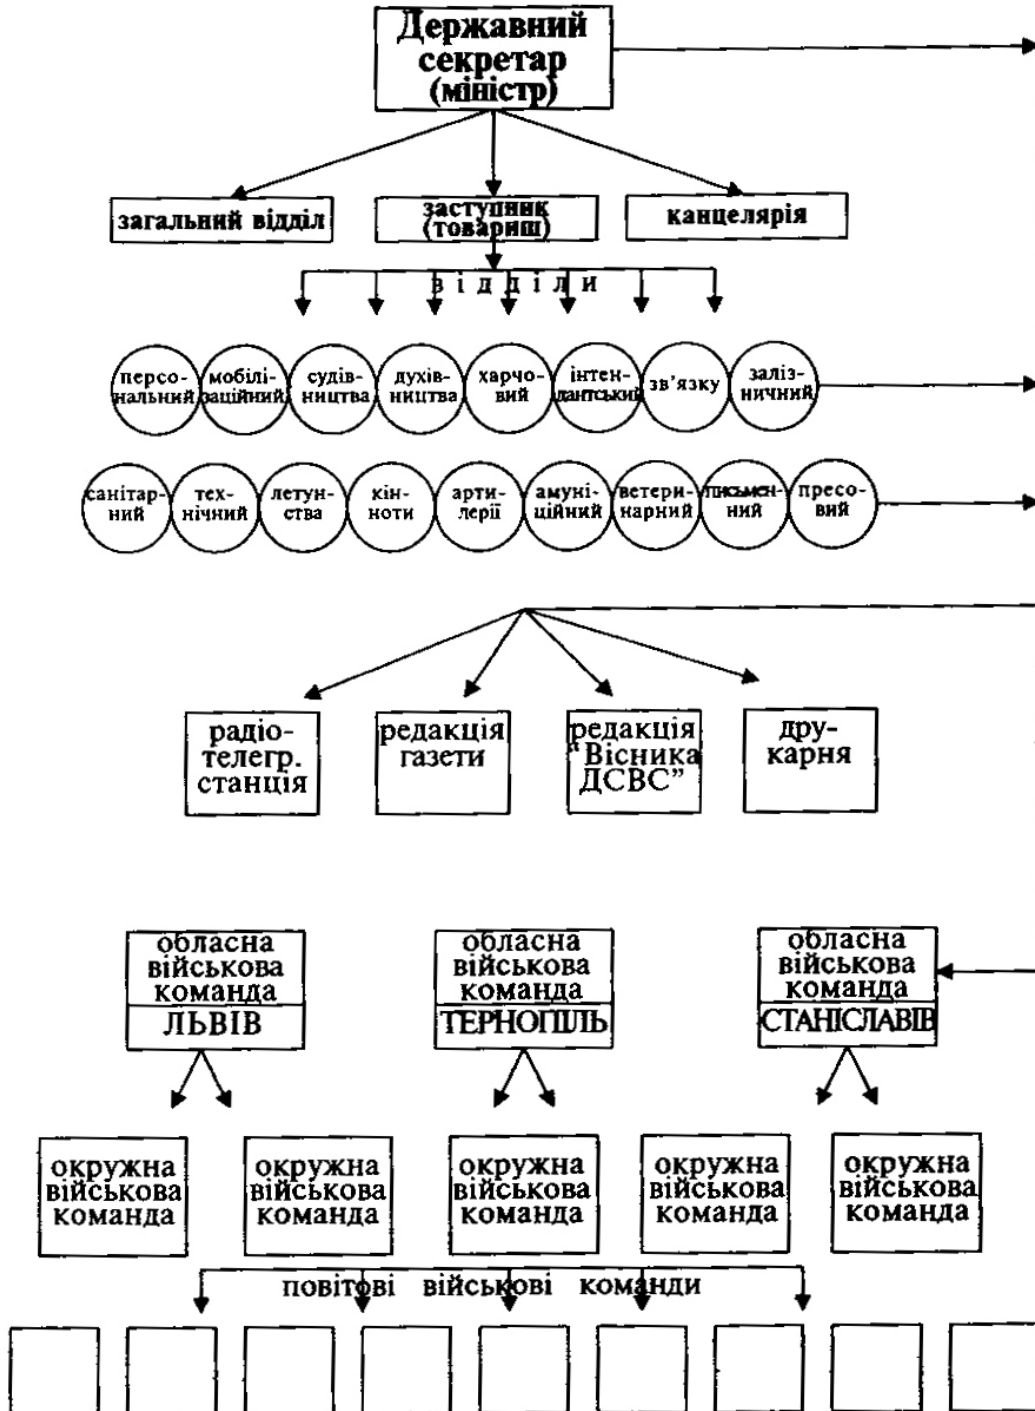 Державний
секретар
(міністр)
загальний відділ
заступник
(товариш)
канцелярія
відділи
персо-
нальний
мобілі-
заційний
судів-
ництва
духів-
ництва
харчо-
вий
інтен-
дантський
зв'язку
заліз-
ничний
санітар-
ний
тех-
нічний
летун-
ства
кін-
ноти
арти-
лерії
амуні-
ційний
ветери-
нарний
письмен-
ний
пресо-
вий
радіо-
телегр.
станція
редакція
газети
редакція
“Вісника
ДСВС”
дру-
карня
обласна
військова
команда
ЛЬВІВ
обласна
військова
команда
ТЕРНОПІЛЬ
обласна
військова
команда
СТАНІСЛАВІВ
окружна
військова
команда
окружна
військова
команда
окружна
військова
команда
окружна
військова
команда
окружна
військова
команда
повітові військові команди